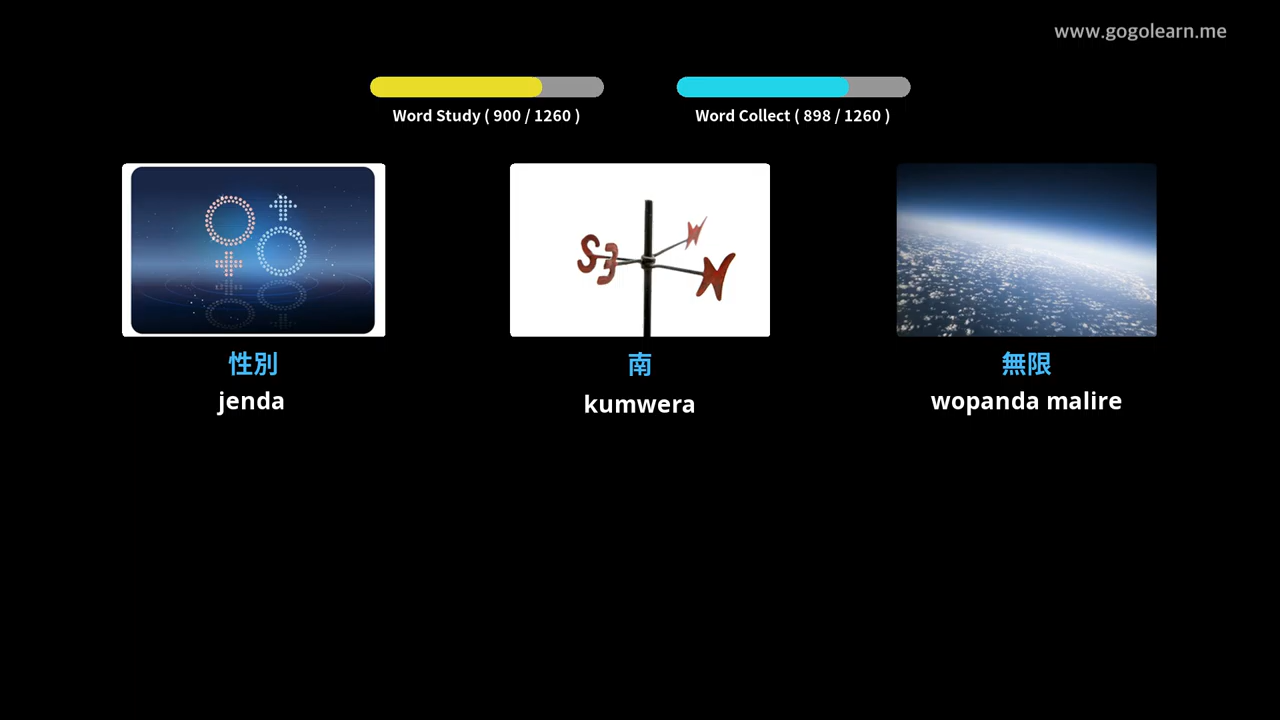 www.gogolearn.me
Word Study ( 900 / 1260 )
Word Collect ( 898 / 1260 )
性別
南
無限
jenda
kumwera
wopanda malire